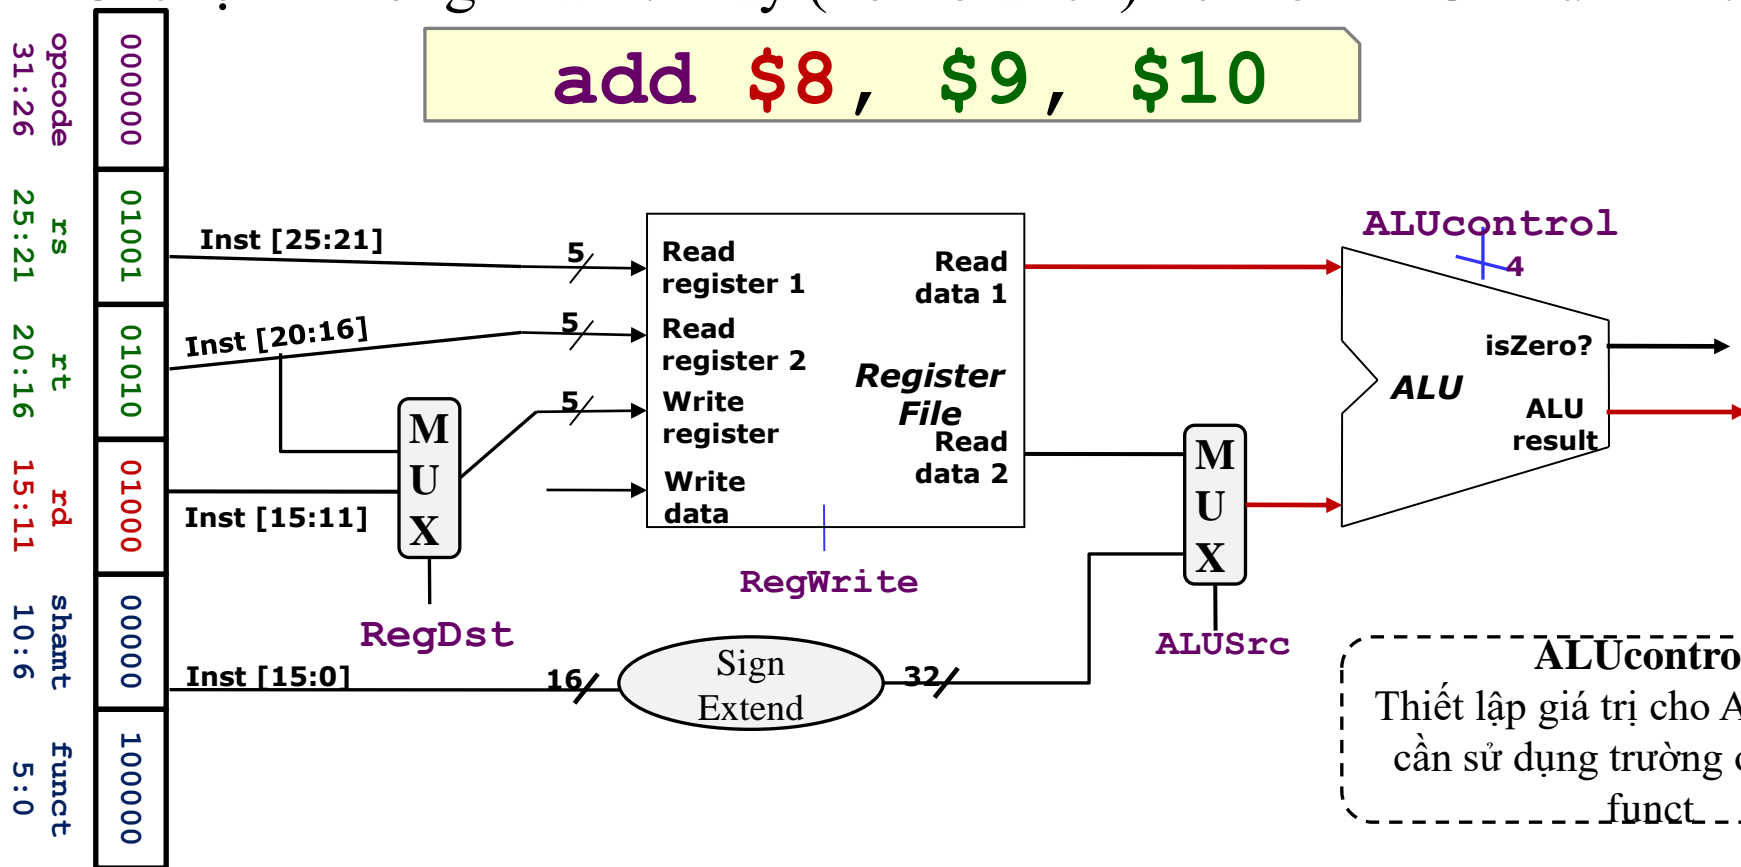 add $8, $9, $10
opcode
31:26
000000
rs
25:21
01001
rt
20:16
01010
rd
15:11
01000
shamt
10:6
00000
funct
5:0
100000
Inst [25:21]
5
Inst [20:16]
5
5
Inst [15:11]
M
U
X
RegDst
Inst [15:0]
16
Sign
Extend
32
Read
register 1
Read
register 2
Write
register
Write
data
Read
data 1
Register
File
Read
data 2
RegWrite
M
U
X
ALUSrc
ALUcontrol
4
isZero?
ALU
ALU
result
ALUcontro
Thiết lập giá trị cho A
cần sử dụng trường
funct